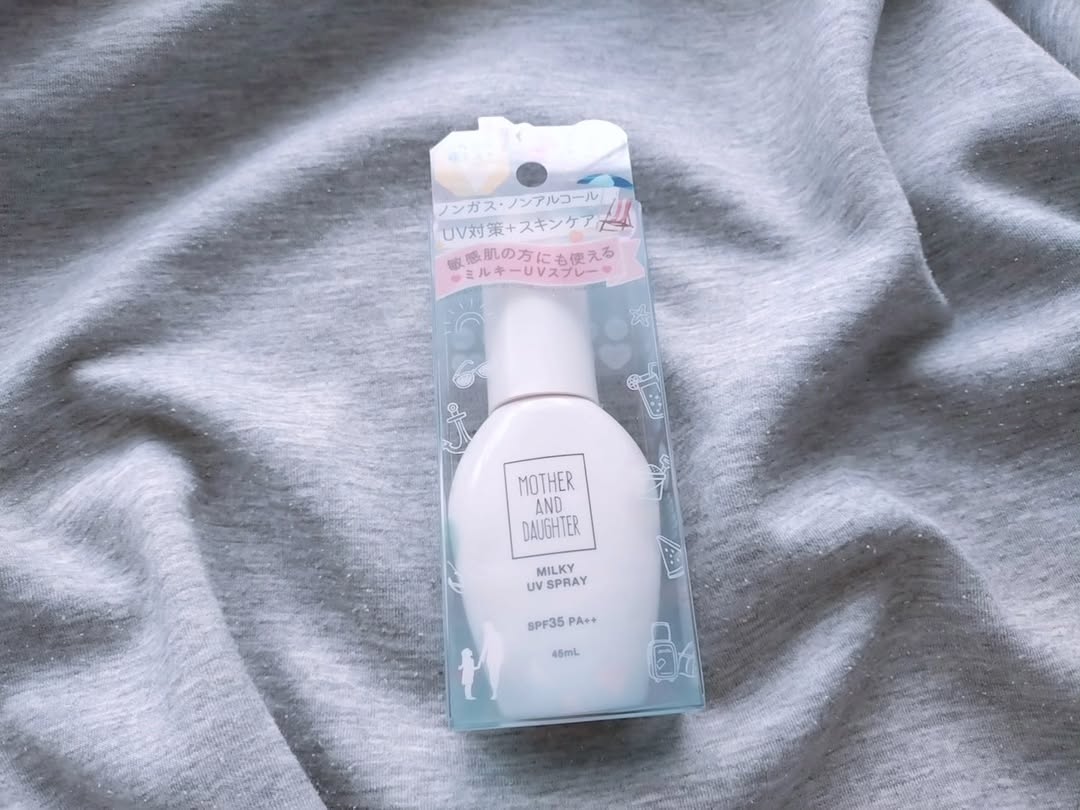 ノンガス・ノンアルコール
UV対策+スキンケア
敏感肌の方にも使える
ミルキーUVスプレー
MOTHER
AND
DAUGHTER
MILKY
UV SPRAY
SPF35 PA++
45mL